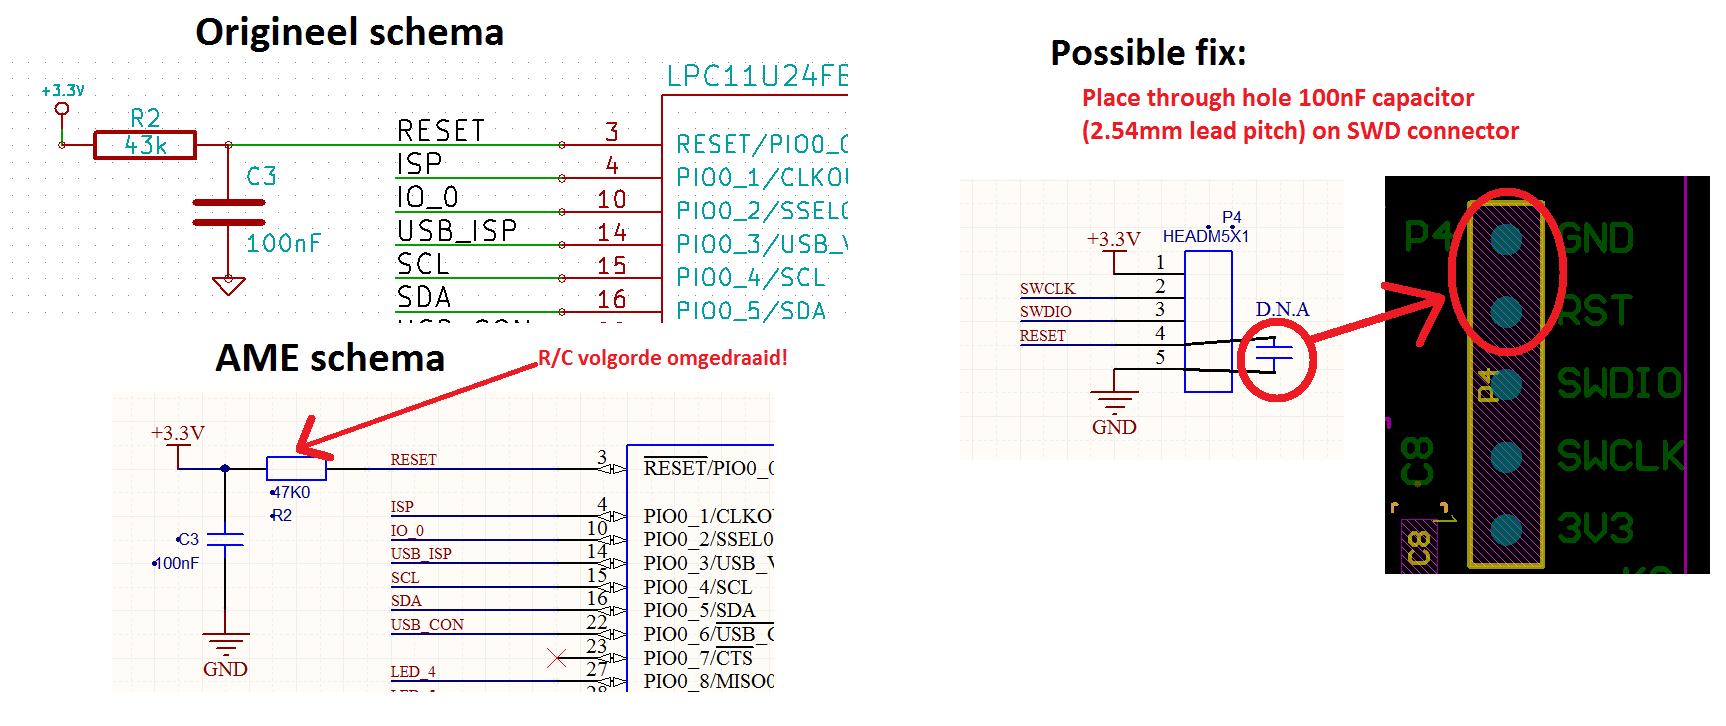 Origineel schema
LPC11U24F
+3.3V
R2
43k
C3
100nF
RESET 3 RESET/PIO0_
ISP 4 PIO0_1/CLKO
IO_0 10 PIO0_2/SSEL
USB_ISP 14 PIO0_3/USB_
SCL 15 PIO0_4/SCL
SDA 16 PIO0_5/SDA
AME schema
R/C volgorde omgedraaid!
+3.3V
47K0
R2
C3
100nF
GND
RESET 3 RESET/PIO0_0
ISP 4 PIO0_1/CLKO
IO_0 10 PIO0_2/SSEL0
USB_ISP 14 PIO0_3/USB_
SCL 15 PIO0_4/SCL
SDA 16 PIO0_5/SDA
USB_CON 22 PIO0_6/USB_C
23 PIO0_7/CTS
LED_4 27 PIO0_8/MISO0
28
Possible fix:
Place through hole 100nF capacitor
(2.54mm lead pitch) on SWD connector
P4
HEADM5X1
+3.3V
1
SWCLK 2
SWDIO 3
RESET 4
5
D.N.A
GND
P4 GND
RST
P4 SWDIO
C8 SWCLK
3V3
C8
1